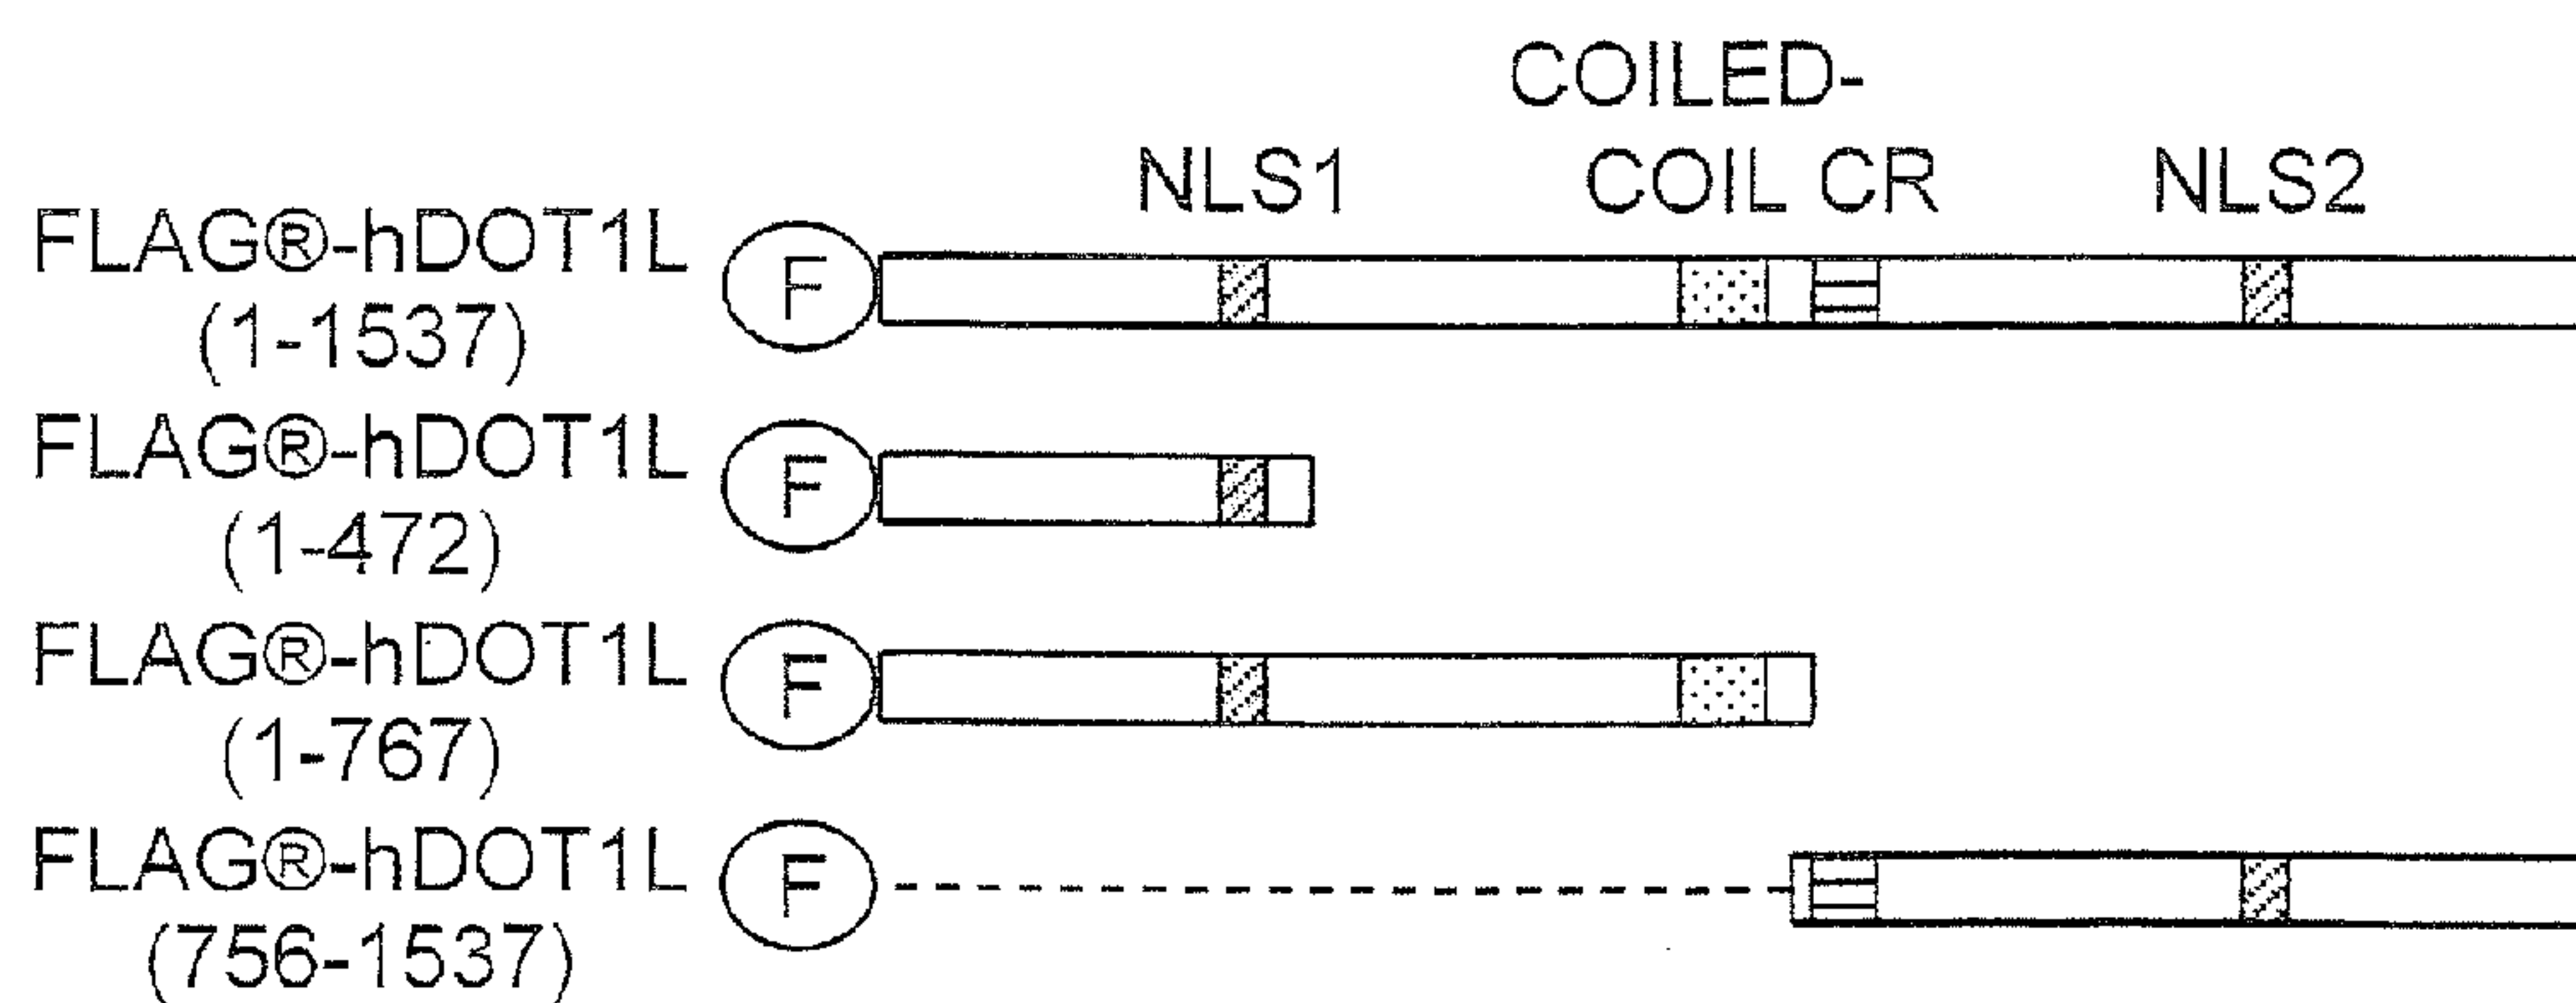 COILED-
NLS1 COIL CR NLS2
FLAG®-hDOT1L F
(1-1537)
FLAG®-hDOT1L F
(1-472)
FLAG®-hDOT1L F
(1-767)
FLAG®-hDOT1L F
(756-1537)